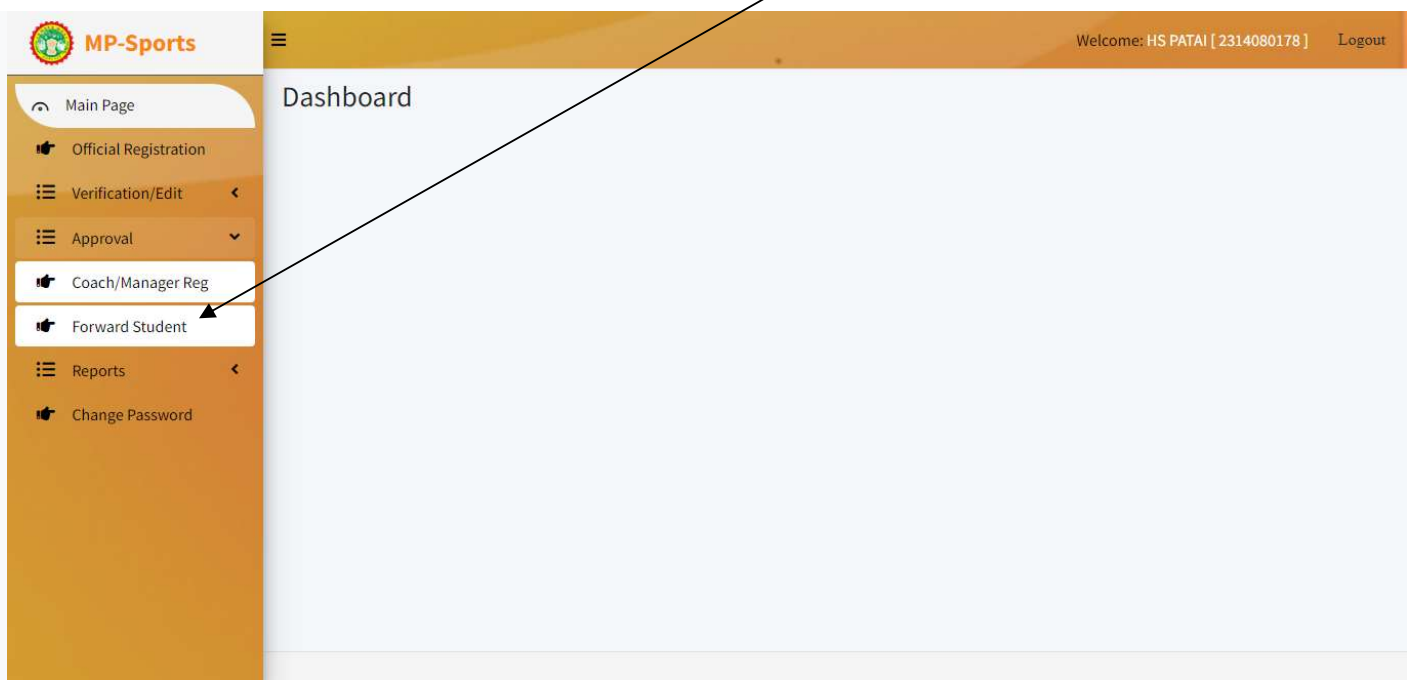 MP-Sports
Welcome: HS PATAI [ 2314080178 ] Logout
Main Page
Dashboard
Official Registration
Verification/Edit
Approval
Coach/Manager Reg
Forward Student
Reports
Change Password